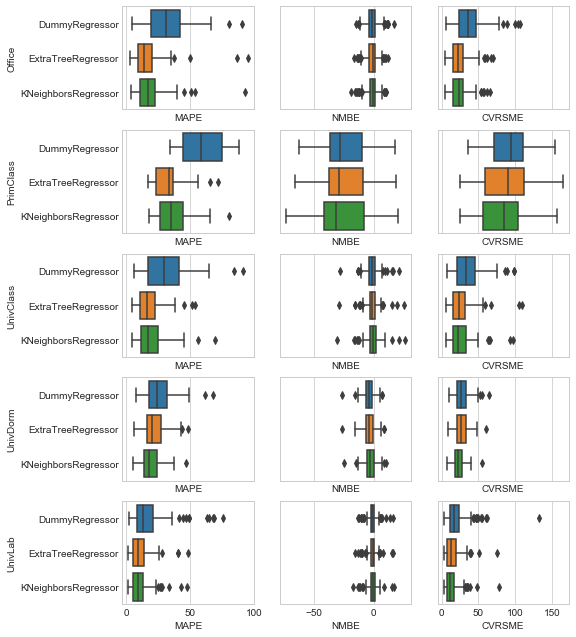 Office
DummyRegressor
ExtraTreeRegressor
KNeighborsRegressor
MAPE
NMBE
CVRSME
PrimClass
DummyRegressor
ExtraTreeRegressor
KNeighborsRegressor
MAPE
NMBE
CVRSME
UnivClass
DummyRegressor
ExtraTreeRegressor
KNeighborsRegressor
MAPE
NMBE
CVRSME
UnivDorm
DummyRegressor
ExtraTreeRegressor
KNeighborsRegressor
MAPE
NMBE
CVRSME
UnivLab
DummyRegressor
ExtraTreeRegressor
KNeighborsRegressor
0 50 100
−50 0
0 50 100 150
MAPE
NMBE
CVRSME